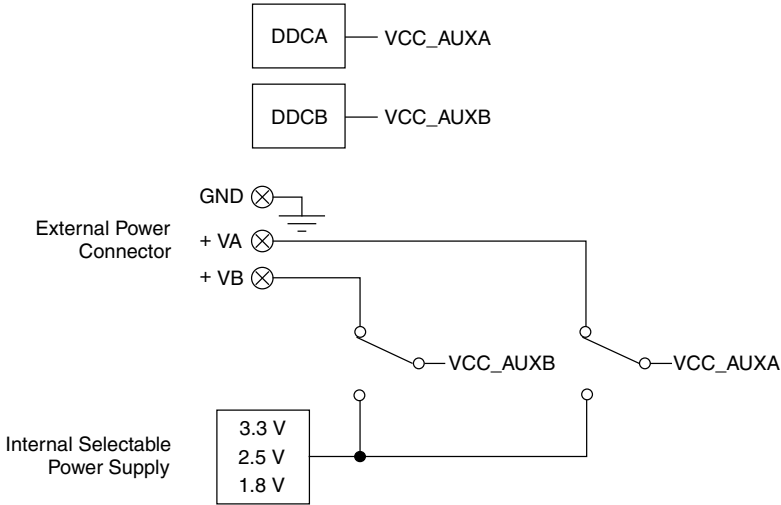 DDCA VCC_AUXA
DDCB VCC_AUXB
GND
External Power
Connector
+ VA
+ VB
VCC_AUXB VCC_AUXA
Internal Selectable
Power Supply
3.3 V
2.5 V
1.8 V